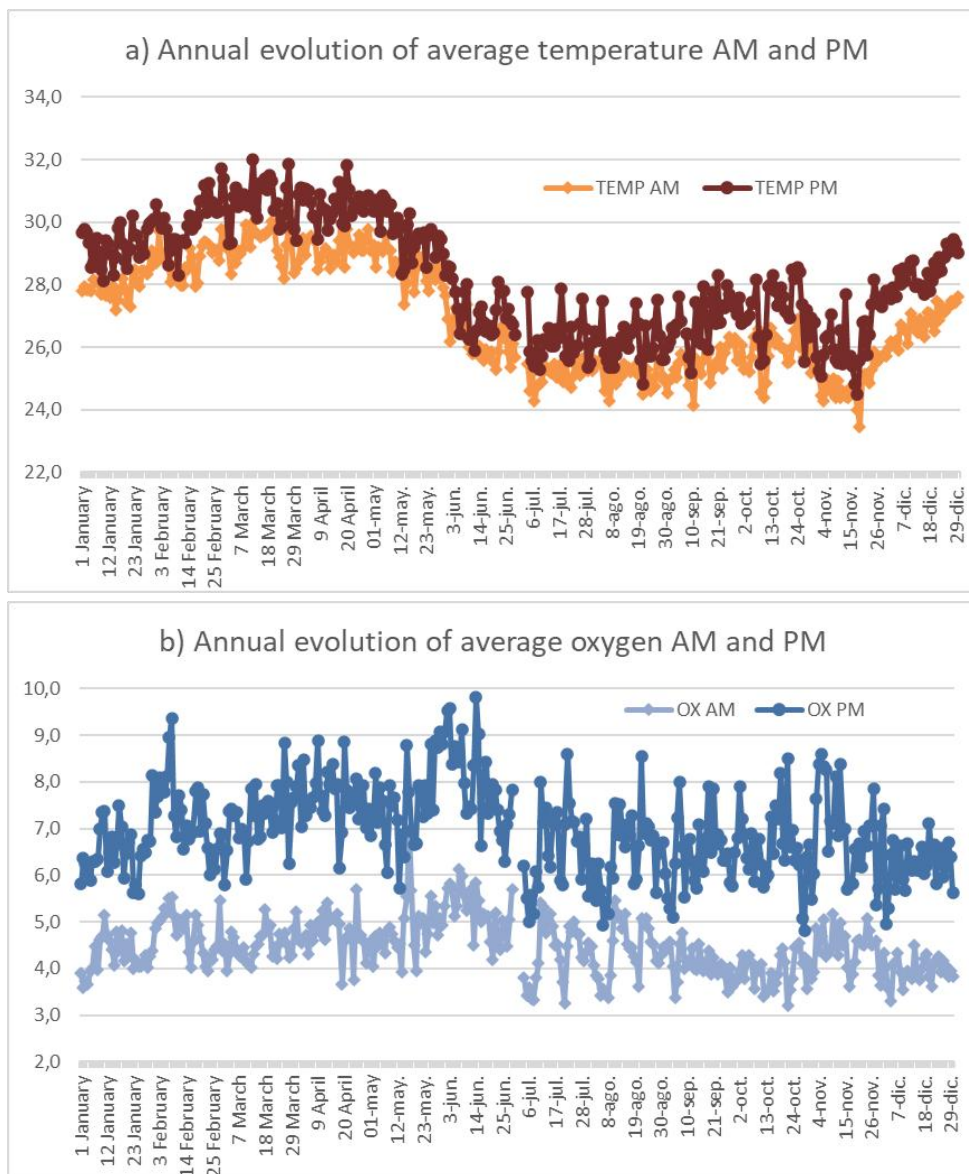 a) Annual evolution of average temperature AM and PM
34,0
32,0
30,0
28,0
26,0
24,0
22,0
TEMP AM
TEMP PM
1 January
12 January
23 January
3 February
14 February
25 February
7 March
18 March
29 March
9 April
20 April
01-may
12-may.
23-may.
3-jun.
14-jun.
25-jun.
6-jul.
17-jul.
28-jul.
8-ago.
19-ago.
30-ago.
10-sep.
21-sep.
2-oct.
13-oct.
24-oct.
4-nov.
15-nov.
26-nov.
7-dic.
18-dic.
29-dic.
b) Annual evolution of average oxygen AM and PM
10,0
9,0
8,0
7,0
6,0
5,0
4,0
3,0
2,0
OX AM
OX PM
1 January
12 January
23 January
3 February
14 February
25 February
7 March
18 March
29 March
9 April
20 April
01-may
12-may.
23-may.
3-jun.
14-jun.
25-jun.
6-jul.
17-jul.
28-jul.
8-ago.
19-ago.
30-ago.
10-sep.
21-sep.
2-oct.
13-oct.
24-oct.
4-nov.
15-nov.
26-nov.
7-dic.
18-dic.
29-dic.